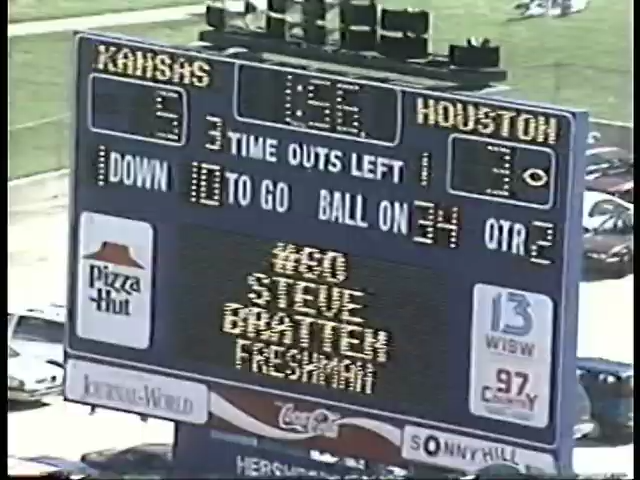 KANSAS
1:56
HOUSTON
3 TIME OUTS LEFT 1
1 DOWN 10 TO GO BALL ON 34 QTR 2
#60
STEVE
BRATTEN
FRESHMAN
Pizza
Hut
13
WIBW
97
Country
JOURNAL-WORLD
Coca-Cola
SONNY HILL